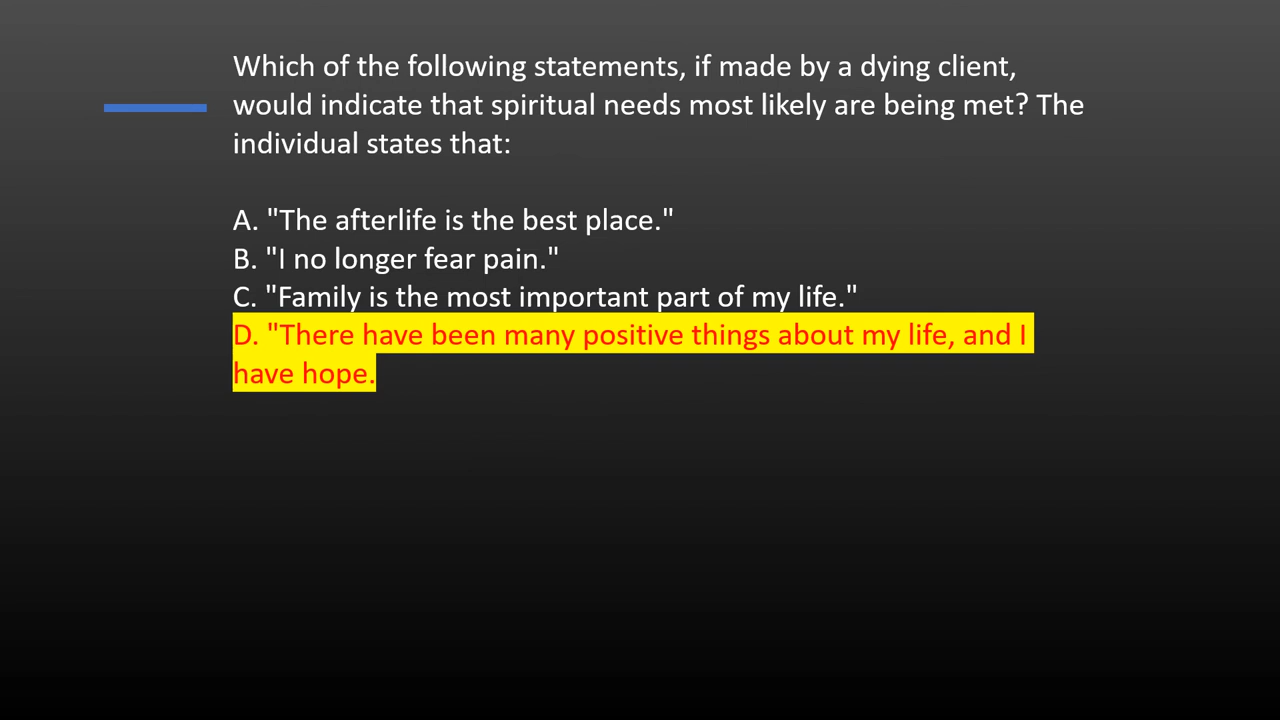 Which of the following statements, if made by a dying client,
would indicate that spiritual needs most likely are being met? The
individual states that:
A. "The afterlife is the best place."
B. "I no longer fear pain."
C. "Family is the most important part of my life."
D. "There have been many positive things about my life, and I
have hope.